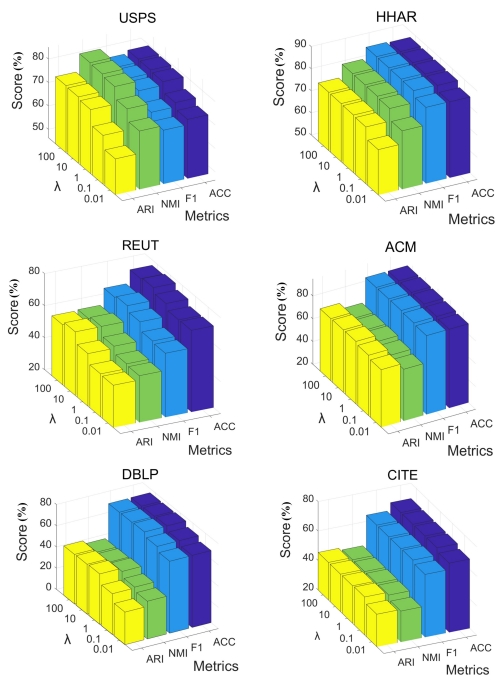 USPS
Score (%)
80
70
60
50
100
10
1
0.1
0.01
λ
ARI
NMI
F1
ACC
Metrics
HHAR
Score (%)
90
80
70
60
50
100
10
1
0.1
0.01
λ
ARI
NMI
F1
ACC
Metrics
REUT
Score (%)
80
60
40
20
100
10
1
0.1
0.01
λ
ARI
NMI
F1
ACC
Metrics
ACM
Score (%)
80
60
40
20
100
10
1
0.1
0.01
λ
ARI
NMI
F1
ACC
Metrics
DBLP
Score (%)
80
60
40
20
0
100
10
1
0.1
0.01
λ
ARI
NMI
F1
ACC
Metrics
CITE
Score (%)
80
60
40
20
100
10
1
0.1
0.01
λ
ARI
NMI
F1
ACC
Metrics